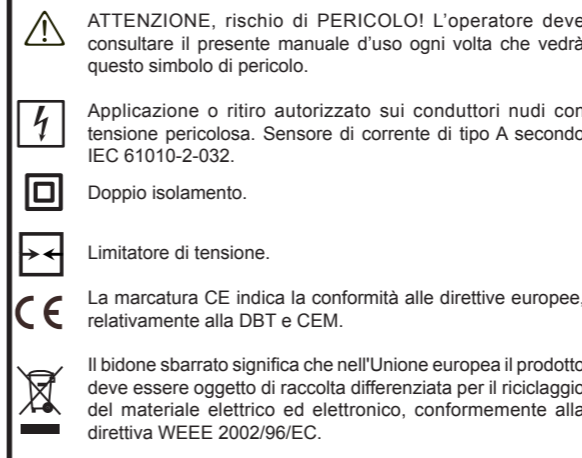 ATTENZIONE, rischio di PERICOLO! L'operatore deve
consultare il presente manuale d'uso ogni volta che vedrà
questo simbolo di pericolo.
Applicazione o ritiro autorizzato sui conduttori nudi con
tensione pericolosa. Sensore di corrente di tipo A secondo
IEC 61010-2-032.
Doppio isolamento.
Limitatore di tensione.
CE La marcatura CE indica la conformità alle direttive europee,
relativamente alla DBT e CEM.
Il bidone sbarrato significa che nell'Unione europea il prodotto
deve essere oggetto di raccolta differenziata per il riciclaggio
del materiale elettrico ed elettronico, conformemente alla
direttiva WEEE 2002/96/EC.